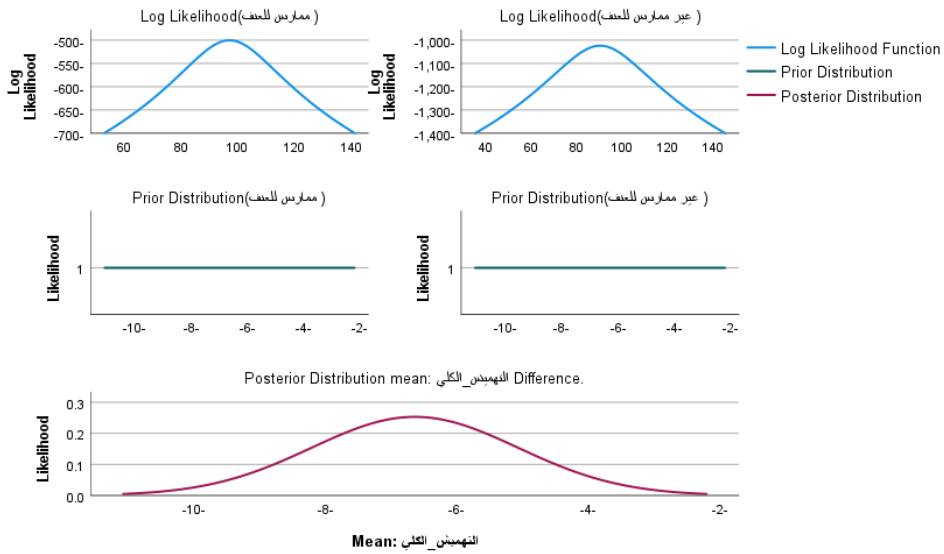 Log Likelihood(ممارس للعنف )
Log Likelihood
-500-
-550-
-600-
-650-
-700-
60 80 100 120 140
Log Likelihood(غير ممارس للعنف )
Log Likelihood
-1,000-
-1,100-
-1,200-
-1,300-
-1,400-
40 60 80 100 120 140
Log Likelihood Function
Prior Distribution
Posterior Distribution
Prior Distribution(ممارس للعنف )
Likelihood
1
-10- -8- -6- -4- -2-
Prior Distribution(غير ممارس للعنف )
Likelihood
1
-10- -8- -6- -4- -2-
Posterior Distribution mean: التهميش_الكلي Difference.
Likelihood
0.3
0.2
0.1
0.0
-10- -8- -6- -4- -2-
Mean: التهميش_الكلي